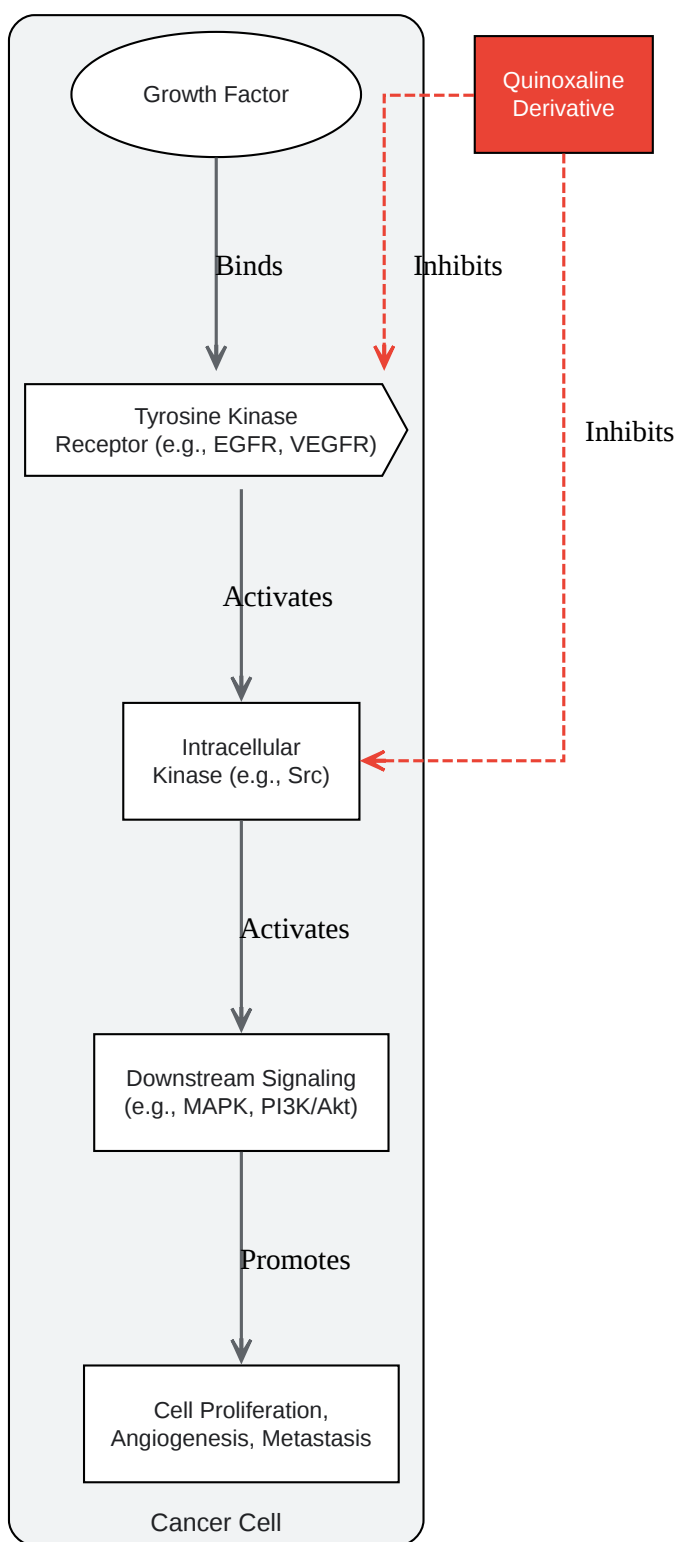 Growth Factor
Quinoxaline
Derivative
Binds
Inhibits
Tyrosine Kinase
Receptor (e.g., EGFR, VEGFR)
Inhibits
Activates
Intracellular
Kinase (e.g., Src)
Activates
Downstream Signaling
(e.g., MAPK, PI3K/Akt)
Promotes
Cell Proliferation,
Angiogenesis, Metastasis
Cancer Cell